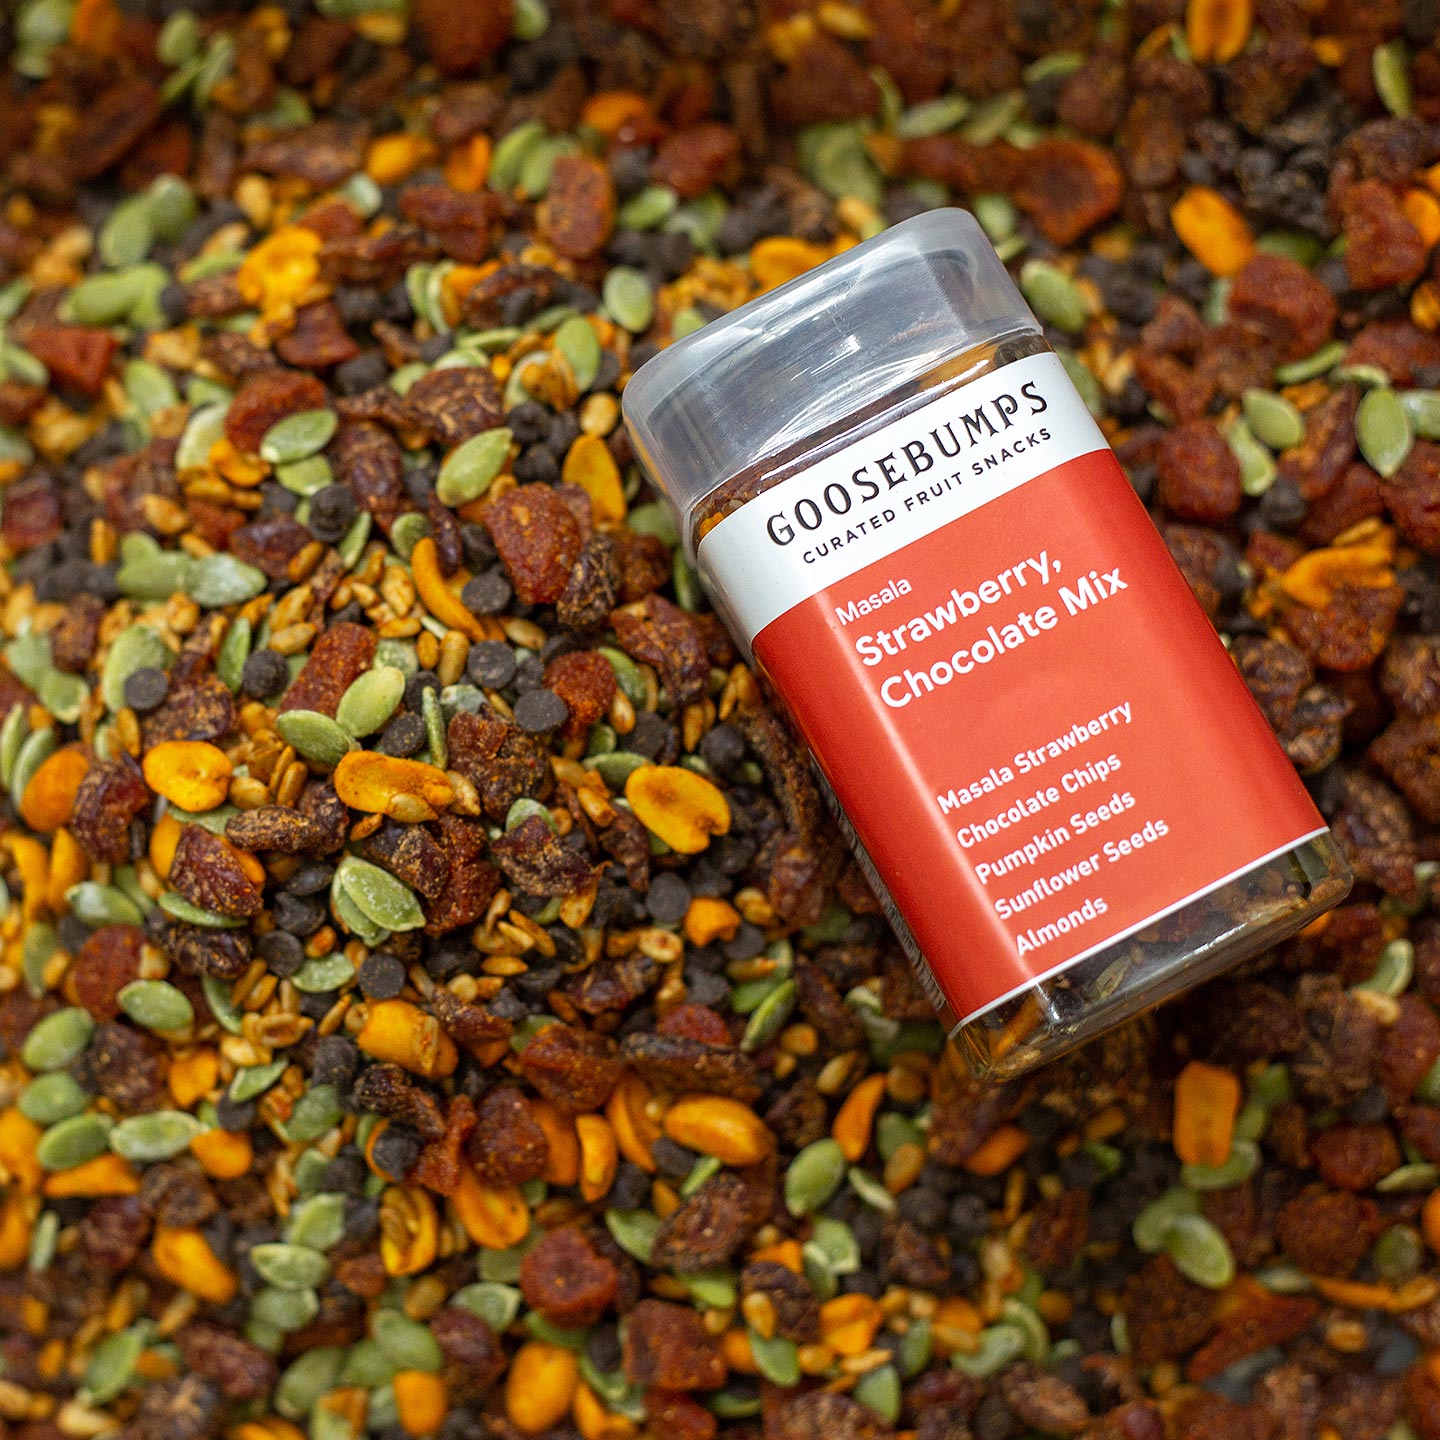 GOOSEBUMPS
CURATED FRUIT SNACKS
Masala
Strawberry,
Chocolate Mix
Masala Strawberry
Chocolate Chips
Pumpkin Seeds
Sunflower Seeds
Almonds